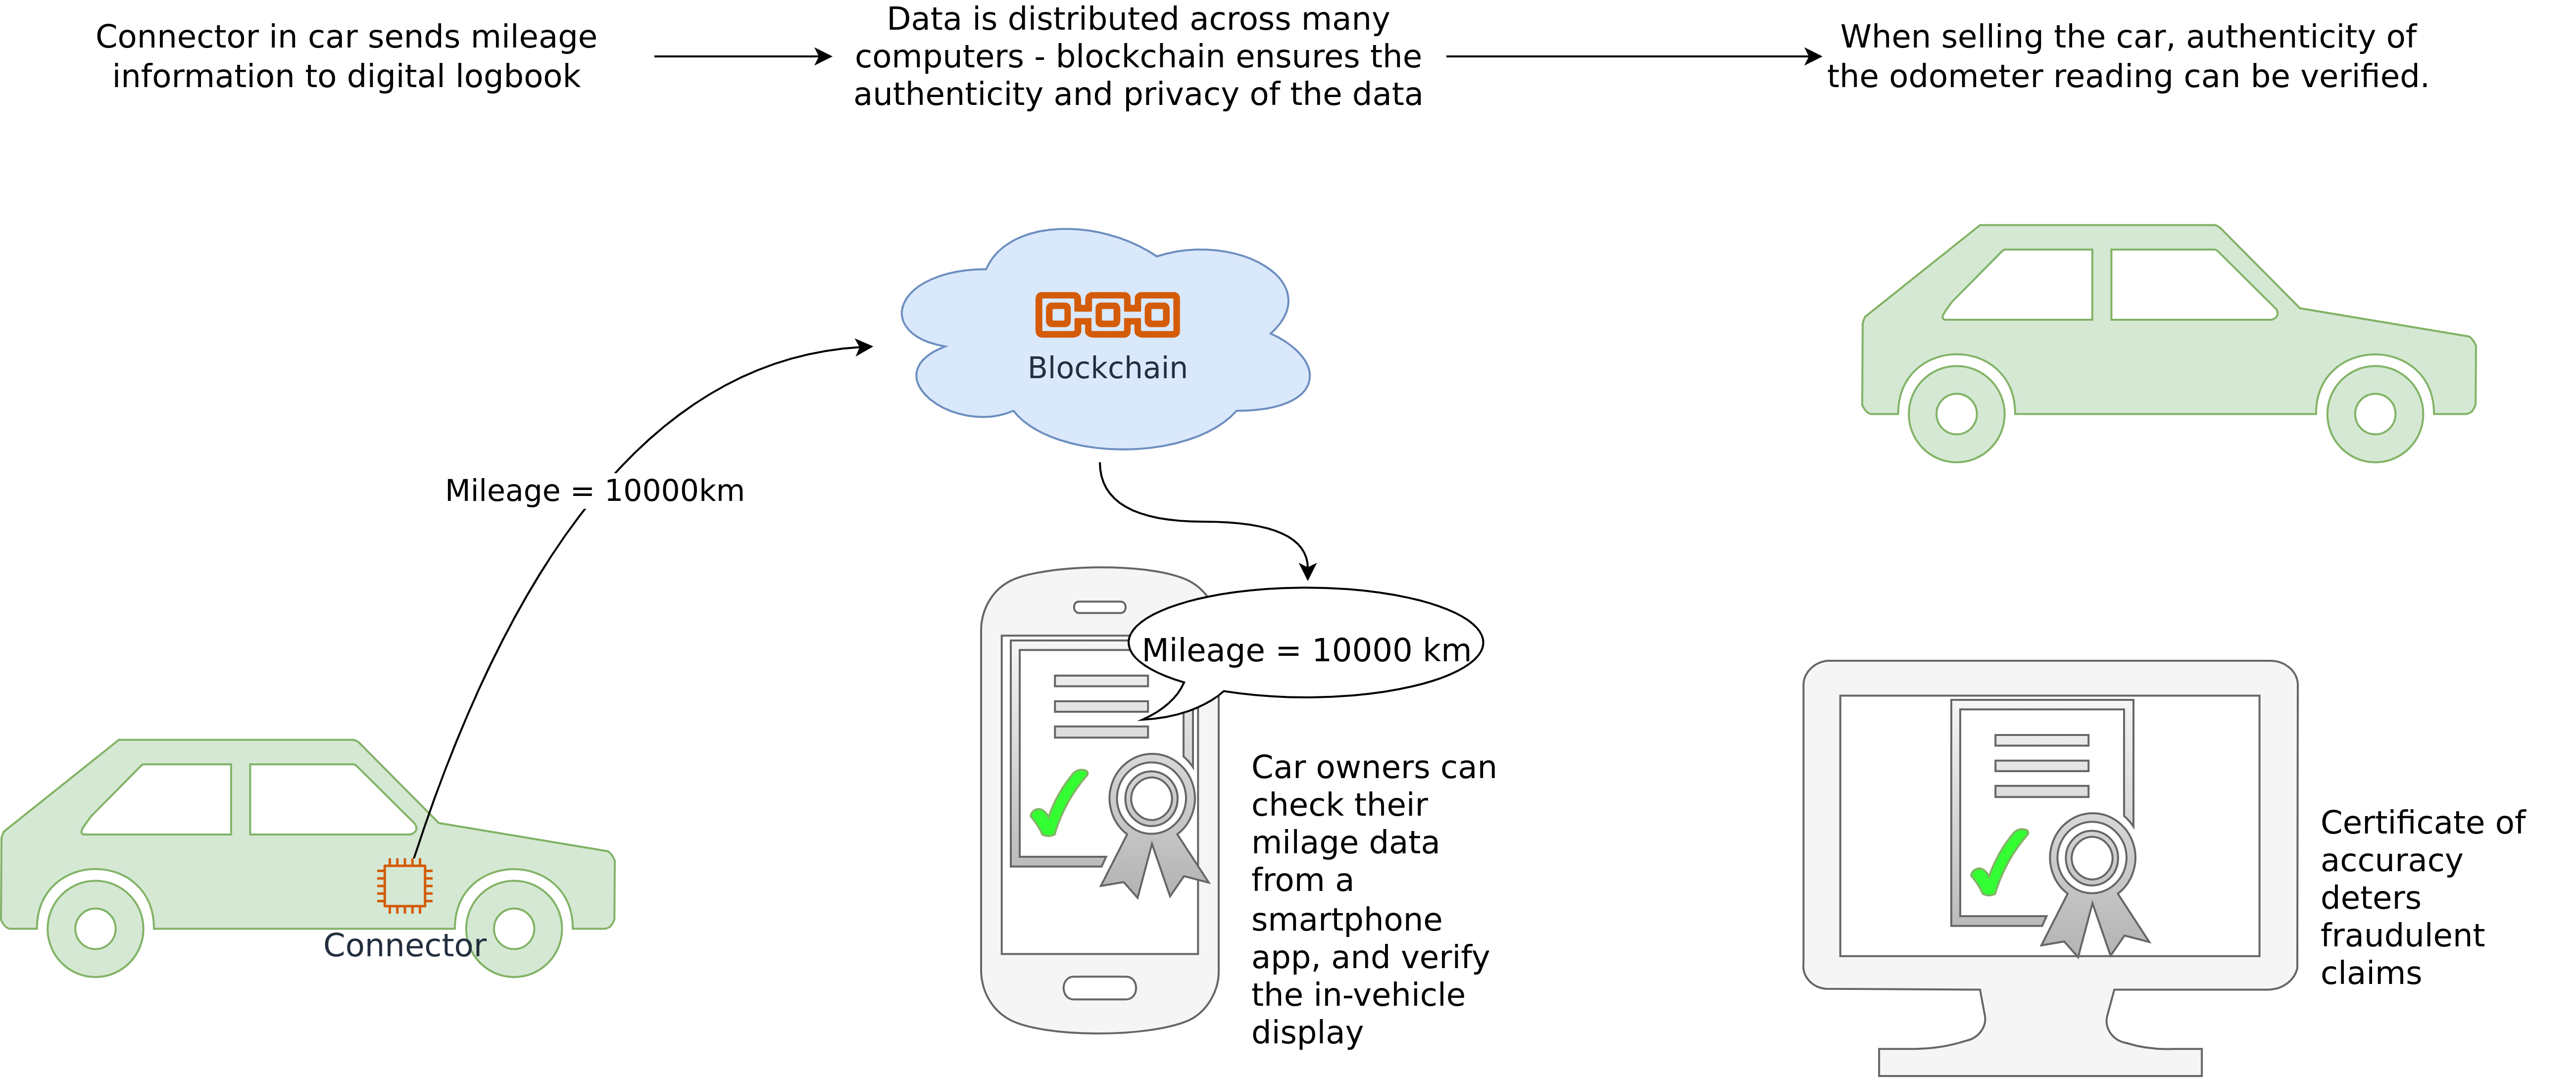 Connector in car sends mileage
information to digital logbook
Data is distributed across many
computers - blockchain ensures the
authenticity and privacy of the data
When selling the car, authenticity of
the odometer reading can be verified.
Blockchain
Mileage = 10000km
Mileage = 10000 km
Connector
Car owners can
check their
milage data
from a
smartphone
app, and verify
the in-vehicle
display
Certificate of
accuracy
deters
fraudulent
claims